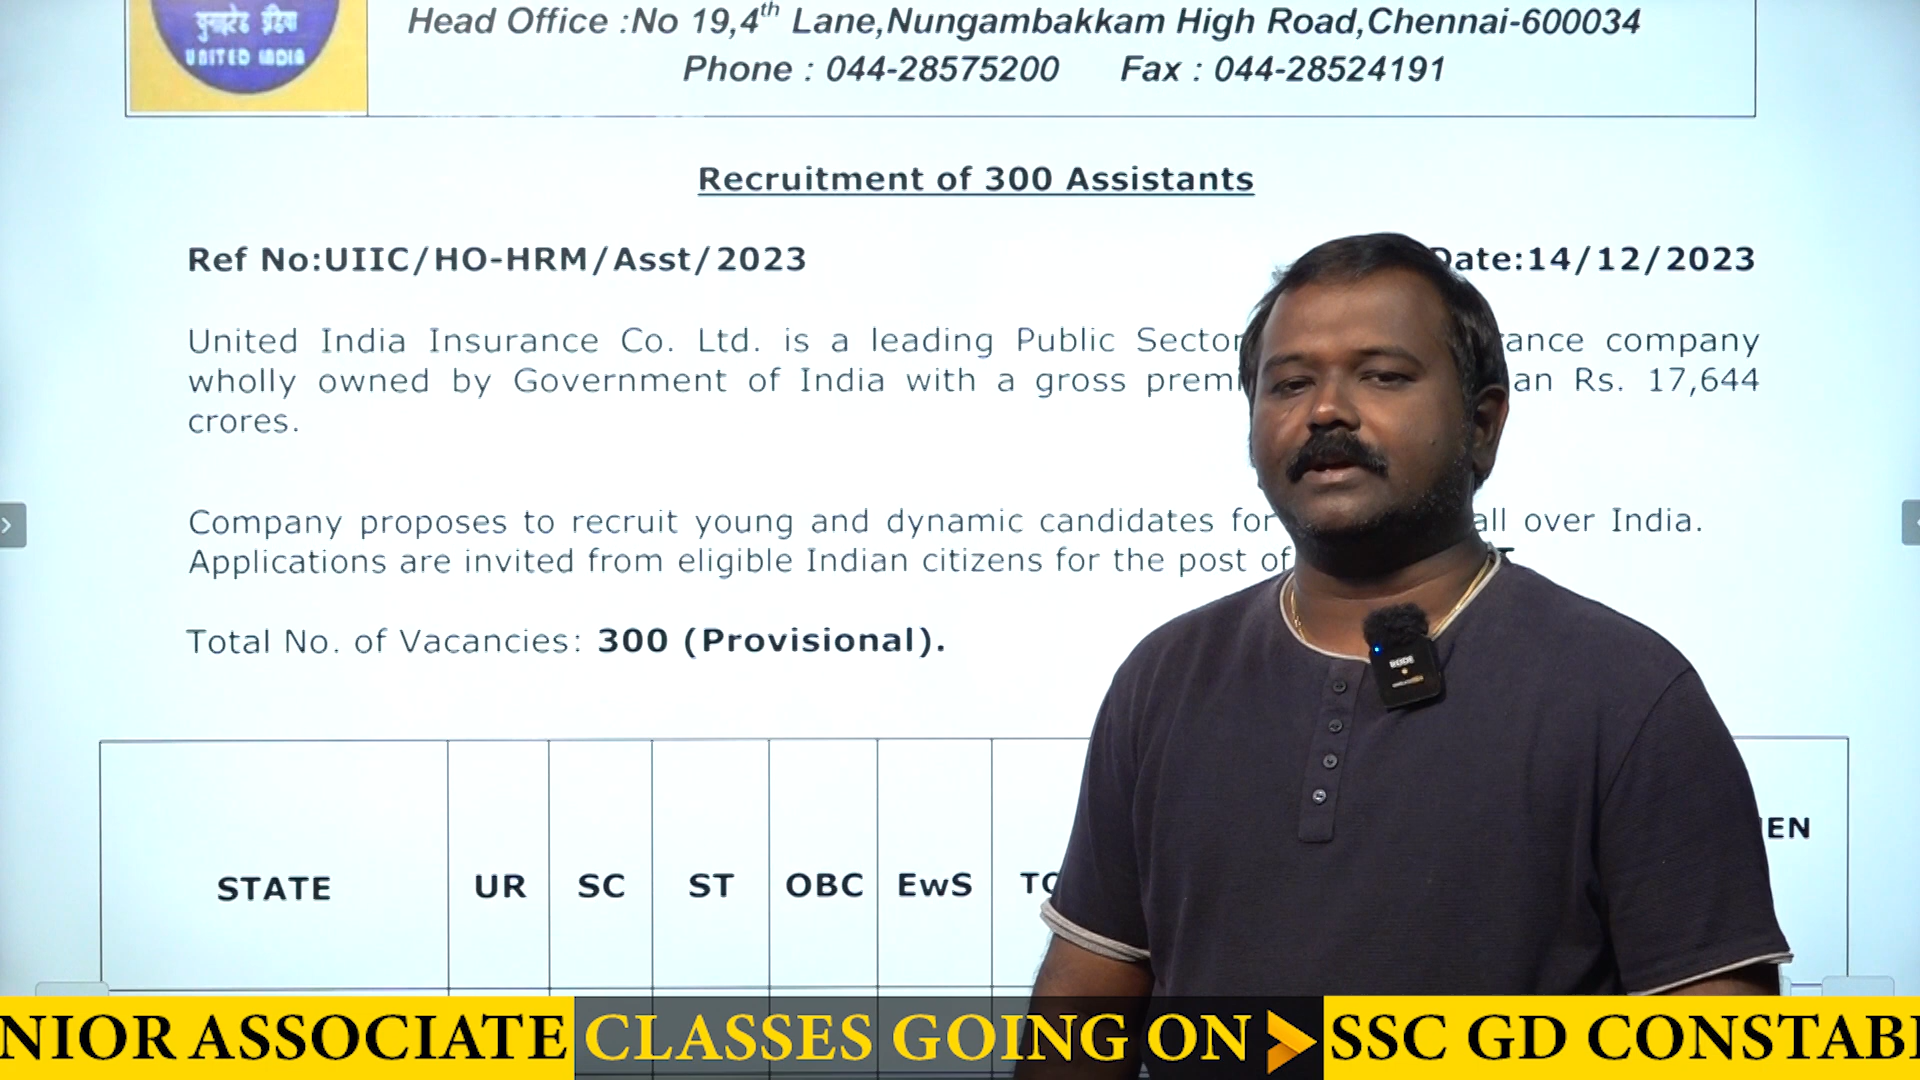 युनाइटेड इंडिया
UNITED INDIA
Head Office :No 19,4th Lane,Nungambakkam High Road,Chennai-600034
Phone : 044-28575200 Fax : 044-28524191
Recruitment of 300 Assistants
Ref No:UIIC/HO-HRM/Asst/2023 Date:14/12/2023
United India Insurance Co. Ltd. is a leading Public Sector company
wholly owned by Government of India with a gross Rs. 17,644
crores.
Company proposes to recruit young and dynamic candidates for all over India.
Applications are invited from eligible Indian citizens for the post of
Total No. of Vacancies: 300 (Provisional).
STATE UR SC ST OBC EwS
RODE
NIOR ASSOCIATE CLASSES GOING ON SSC GD CONSTAB